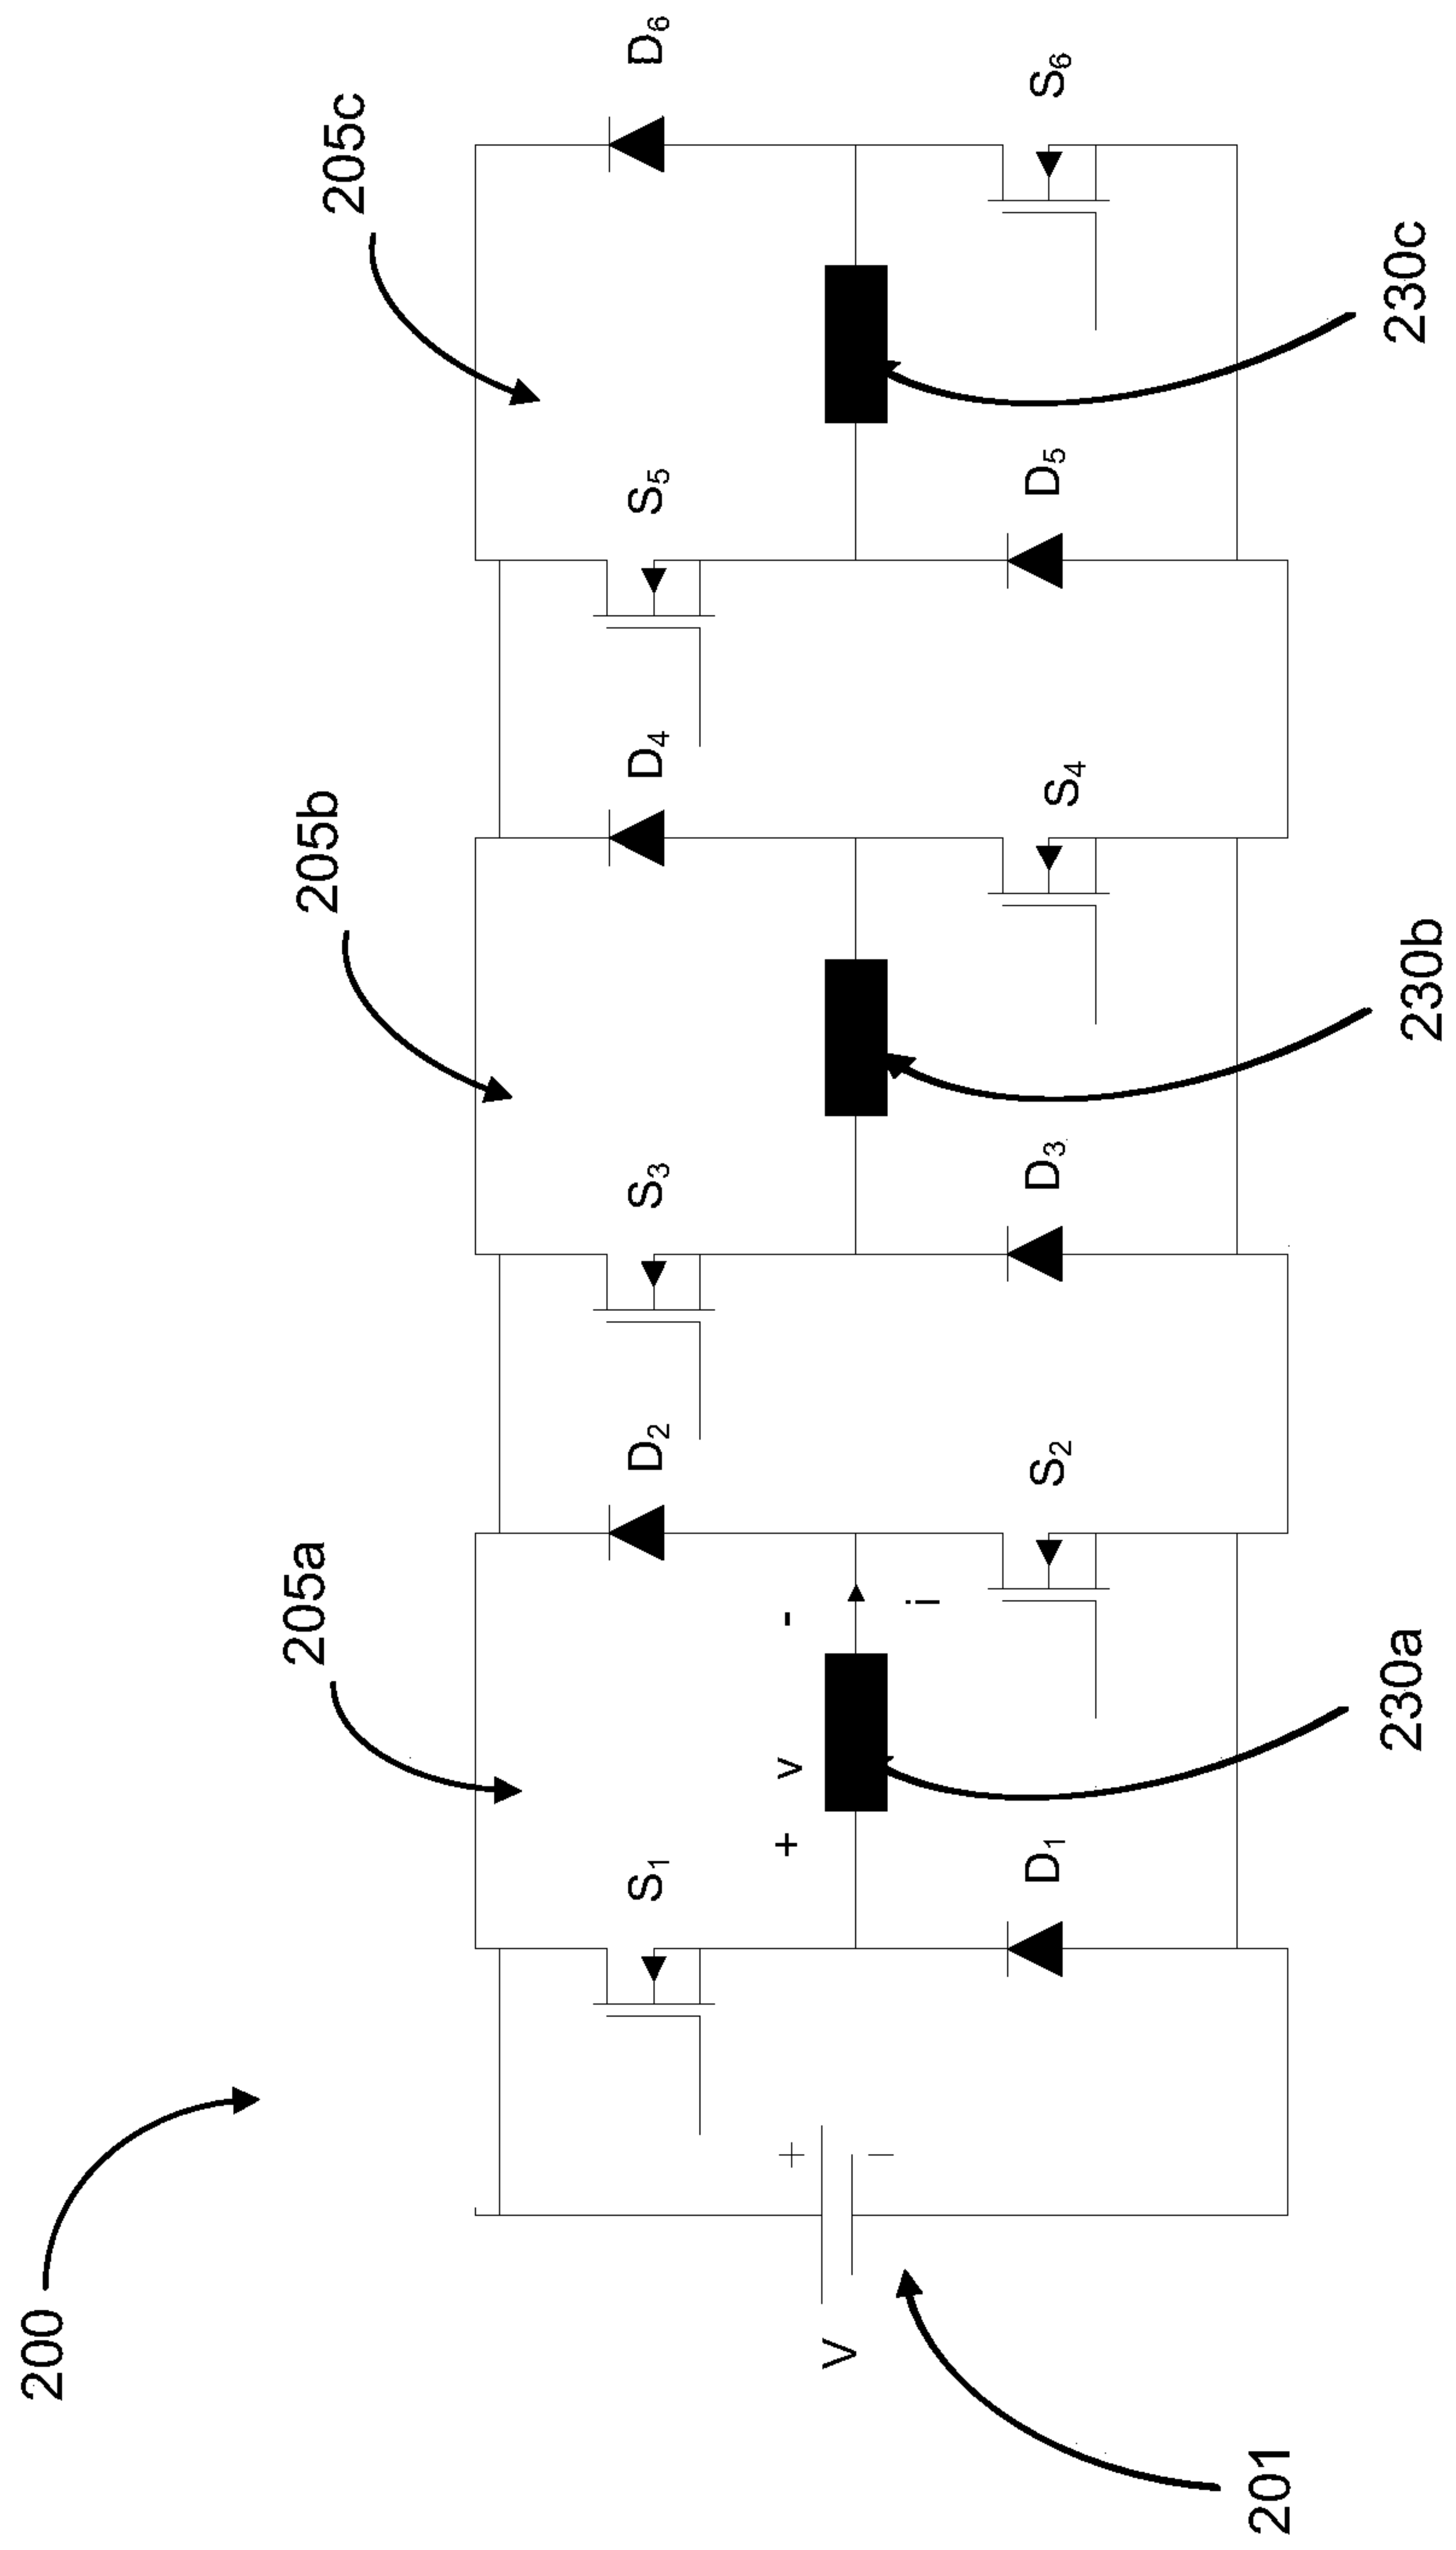 200
205a
205b
205c
S1
D2
S3
D4
S5
D6
+
-
V
+ v -
i
D1
S2
D3
S4
D5
S6
201
230a
230b
230c